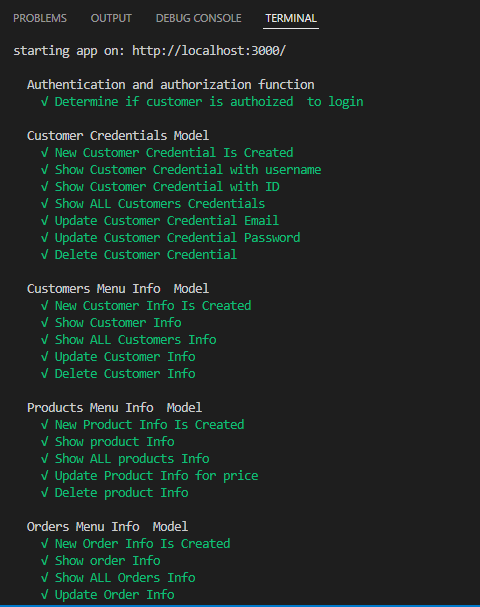 PROBLEMS OUTPUT DEBUG CONSOLE TERMINAL
starting app on: http://localhost:3000/
Authentication and authorization function
√ Determine if customer is authoized  to login
Customer Credentials Model
√ New Customer Credential Is Created
√ Show Customer Credential with username
√ Show Customer Credential with ID
√ Show ALL Customers Credentials
√ Update Customer Credential Email
√ Update Customer Credential Password
√ Delete Customer Credential
Customers Menu Info  Model
√ New Customer Info Is Created
√ Show Customer Info
√ Show ALL Customers Info
√ Update Customer Info
√ Delete Customer Info
Products Menu Info  Model
√ New Product Info Is Created
√ Show product Info
√ Show ALL products Info
√ Update Product Info for price
√ Delete product Info
Orders Menu Info  Model
√ New Order Info Is Created
√ Show order Info
√ Show ALL Orders Info
√ Update Order Info